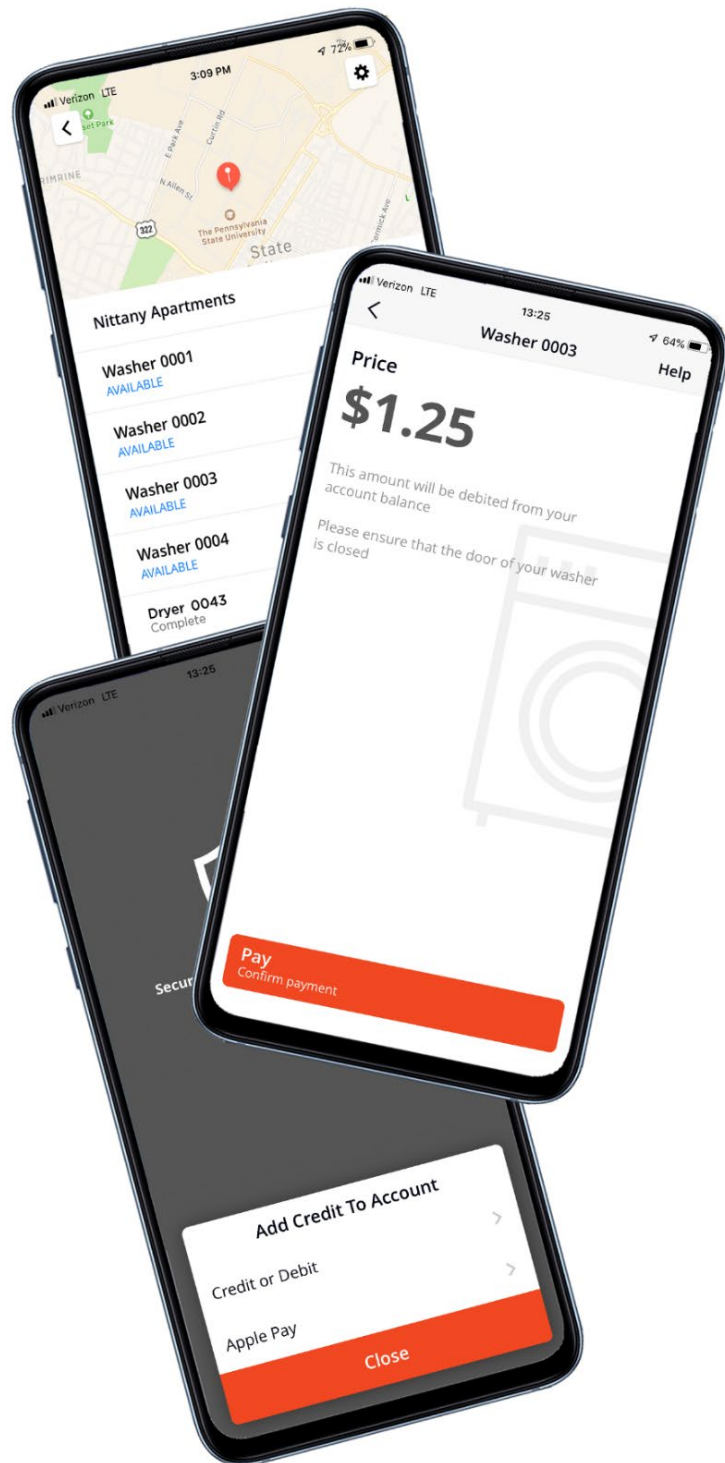 Verizon LTE
3:09 PM
72%
E Park Ave
Curtin Rd
N Allen St
322
The Pennsylvania
State University
State
Nittany Apartments
Washer 0001
AVAILABLE
Washer 0002
AVAILABLE
Washer 0003
AVAILABLE
Washer 0004
AVAILABLE
Dryer 0043
Complete
Verizon LTE
13:25
64%
Washer 0003
Help
Price
$1.25
This amount will be debited from your
account balance
Please ensure that the door of your washer
is closed
Pay
Confirm payment
Verizon LTE
13:25
Add Credit To Account
Credit or Debit
Apple Pay
Close